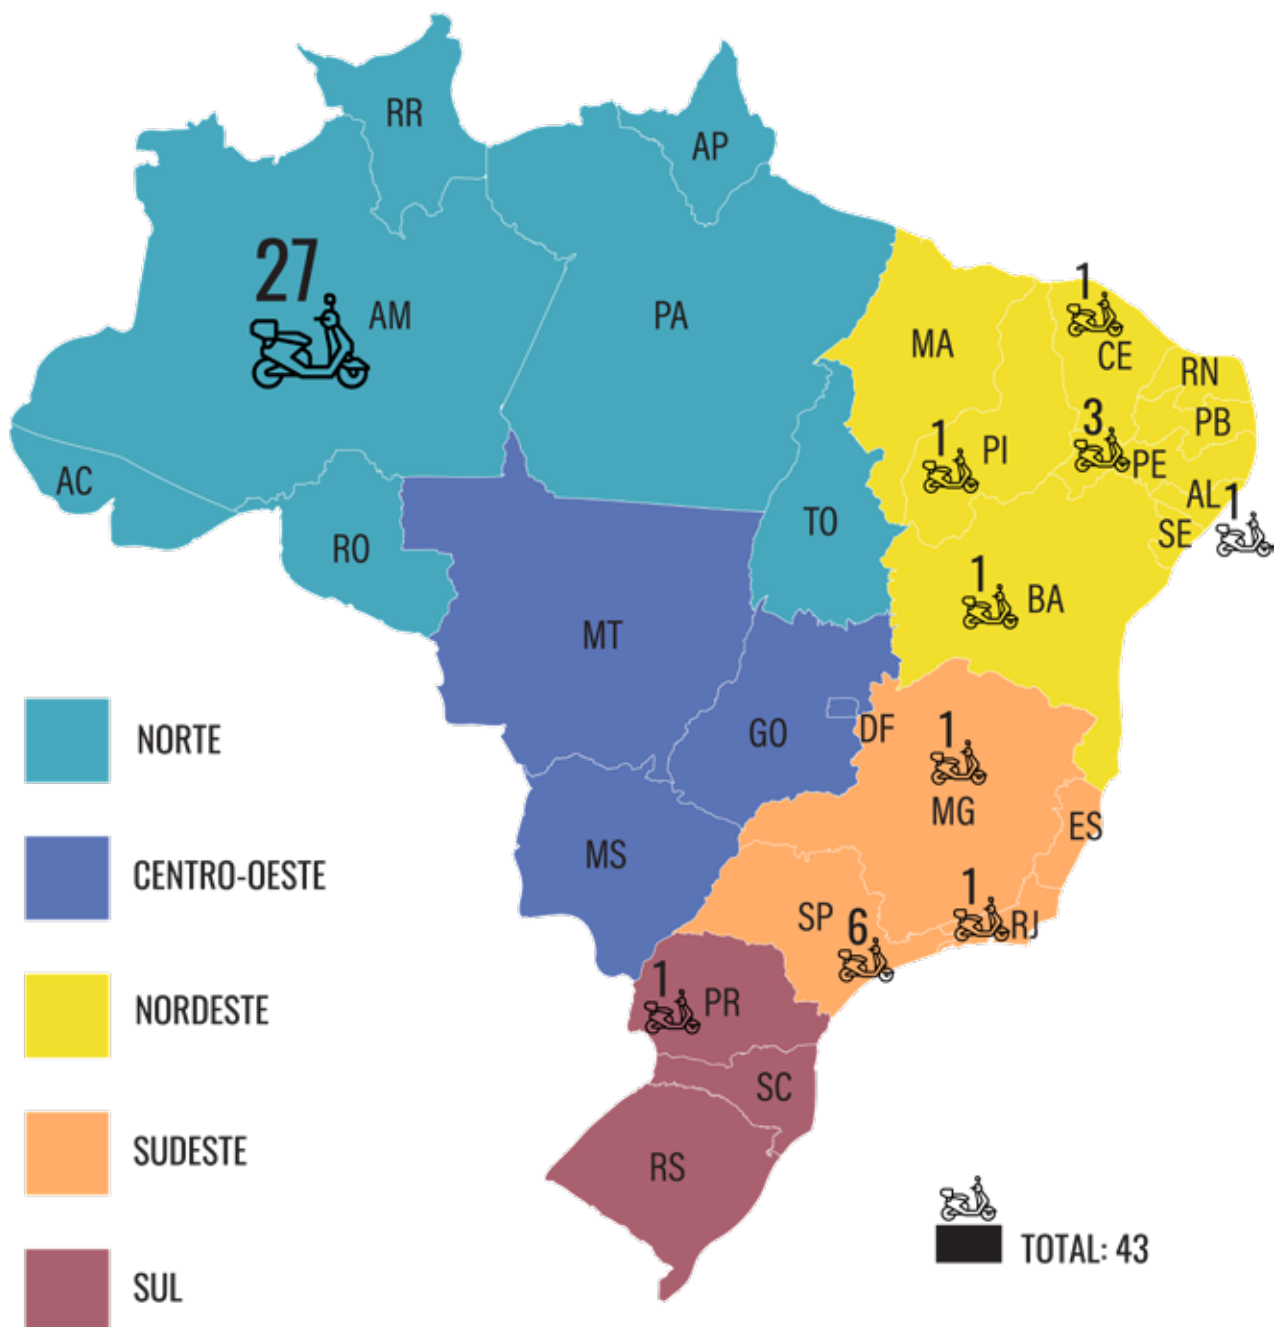 RR
AP
27
AM
PA
1
CE
MA
RN
3
PB
1
PI
PE
AC
AL
1
TO
SE
RO
1
BA
MT
NORTE
GO
DF
1
MG
ES
CENTRO-OESTE
MS
SP
6
1
RJ
1
PR
NORDESTE
SC
SUDESTE
RS
TOTAL: 43
SUL